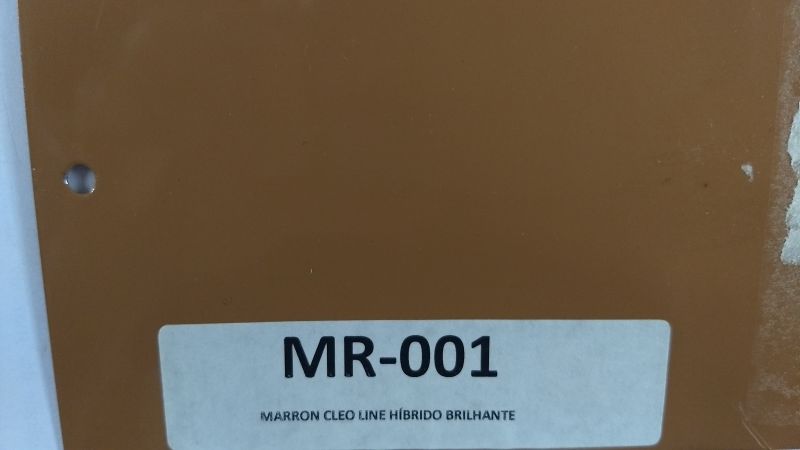 MR-001
MARRON CLEO LINE HÍBRIDO BRILHANTE